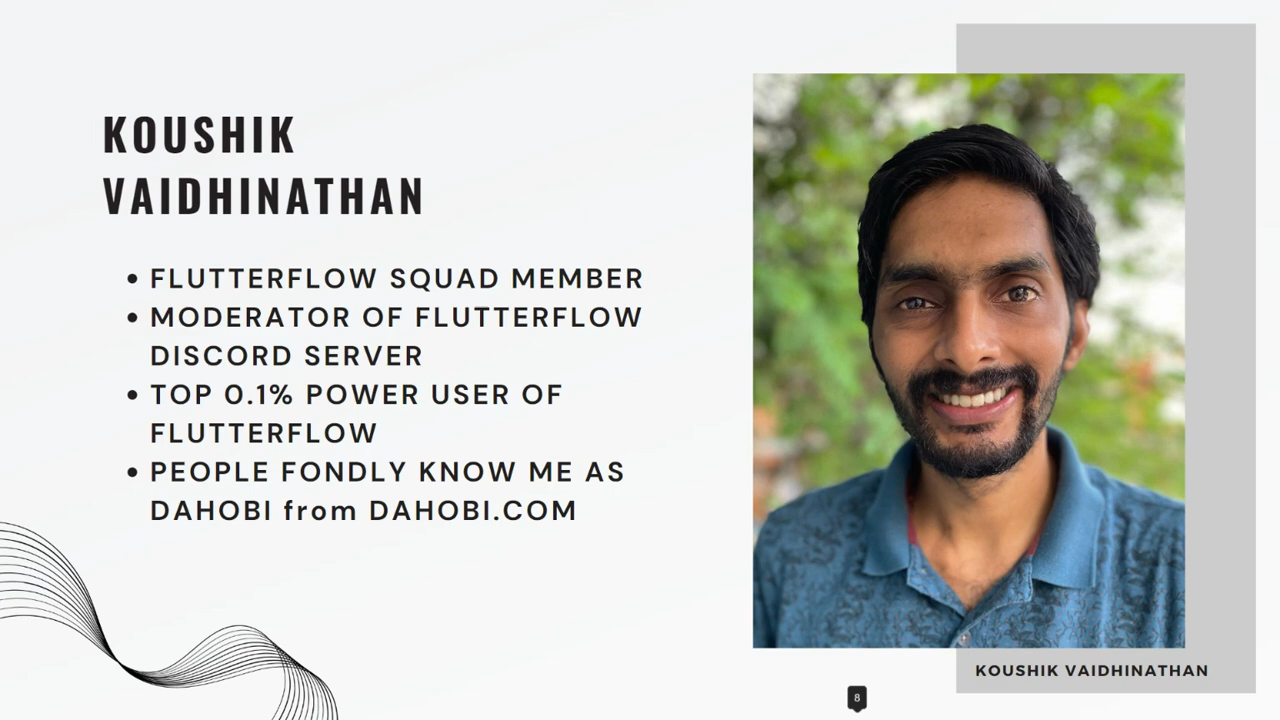 KOUSHIK
VAIDHINATHAN
• FLUTTERFLOW SQUAD MEMBER
• MODERATOR OF FLUTTERFLOW
DISCORD SERVER
• TOP 0.1% POWER USER OF
FLUTTERFLOW
• PEOPLE FONDLY KNOW ME AS
DAHOBI from DAHOBI.COM
KOUSHIK VAIDHINATHAN
8